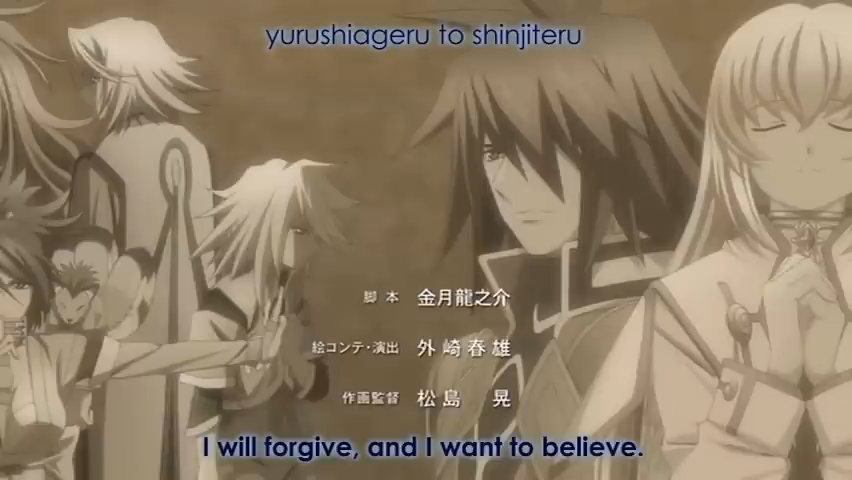 yurushiageru to shinjiteru
脚本 金月龍之介
絵コンテ・演出 外崎春雄
作画監督 松島 晃
I will forgive, and I want to believe.